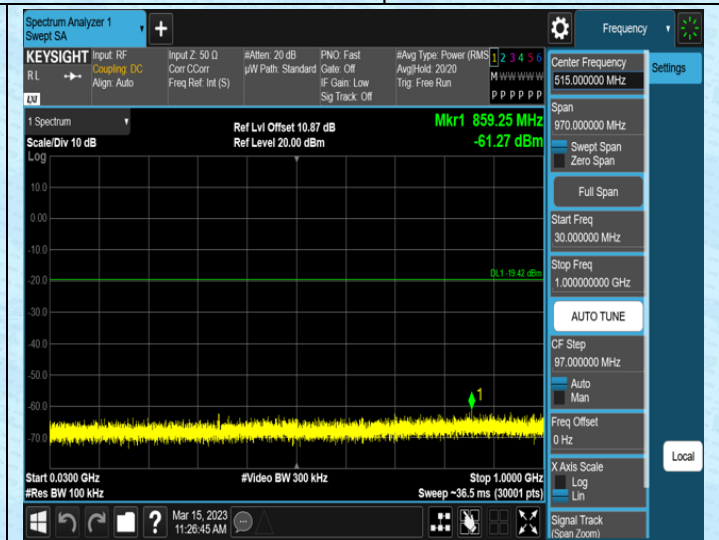 Spectrum Analyzer 1
Swept SA
Frequency
KEYSIGHT
RL
LXI
Input: RF
Coupling: DC
Align: Auto
Input Z: 50 Ω
Corr CCorr
Freq Ref: Int (S)
#Atten: 20 dB
µW Path: Standard
PNO: Fast
Gate: Off
IF Gain: Low
Sig Track: Off
#Avg Type: Power (RMS
Avg|Hold: 20/20
Trig: Free Run
1 2 3 4 5 6
M W W W W W
P P P P P P
1 Spectrum
Scale/Div 10 dB
Log
Ref Lvl Offset 10.87 dB
Ref Level 20.00 dBm
Mkr1 859.25 MHz
-61.27 dBm
10.0
0.00
-10.0
-20.0
-30.0
-40.0
-50.0
-60.0
-70.0
DL1 -19.42 dBm
1
Start 0.0300 GHz
#Res BW 100 kHz
#Video BW 300 kHz
Stop 1.0000 GHz
Sweep ~36.5 ms (30001 pts)
?
Mar 15, 2023
11:26:45 AM
Center Frequency
515.000000 MHz
Span
970.000000 MHz
Swept Span
Zero Span
Full Span
Start Freq
30.000000 MHz
Stop Freq
1.000000000 GHz
AUTO TUNE
CF Step
97.000000 MHz
Auto
Man
Freq Offset
0 Hz
X Axis Scale
Log
Lin
Signal Track
(Span Zoom)
Settings
Local